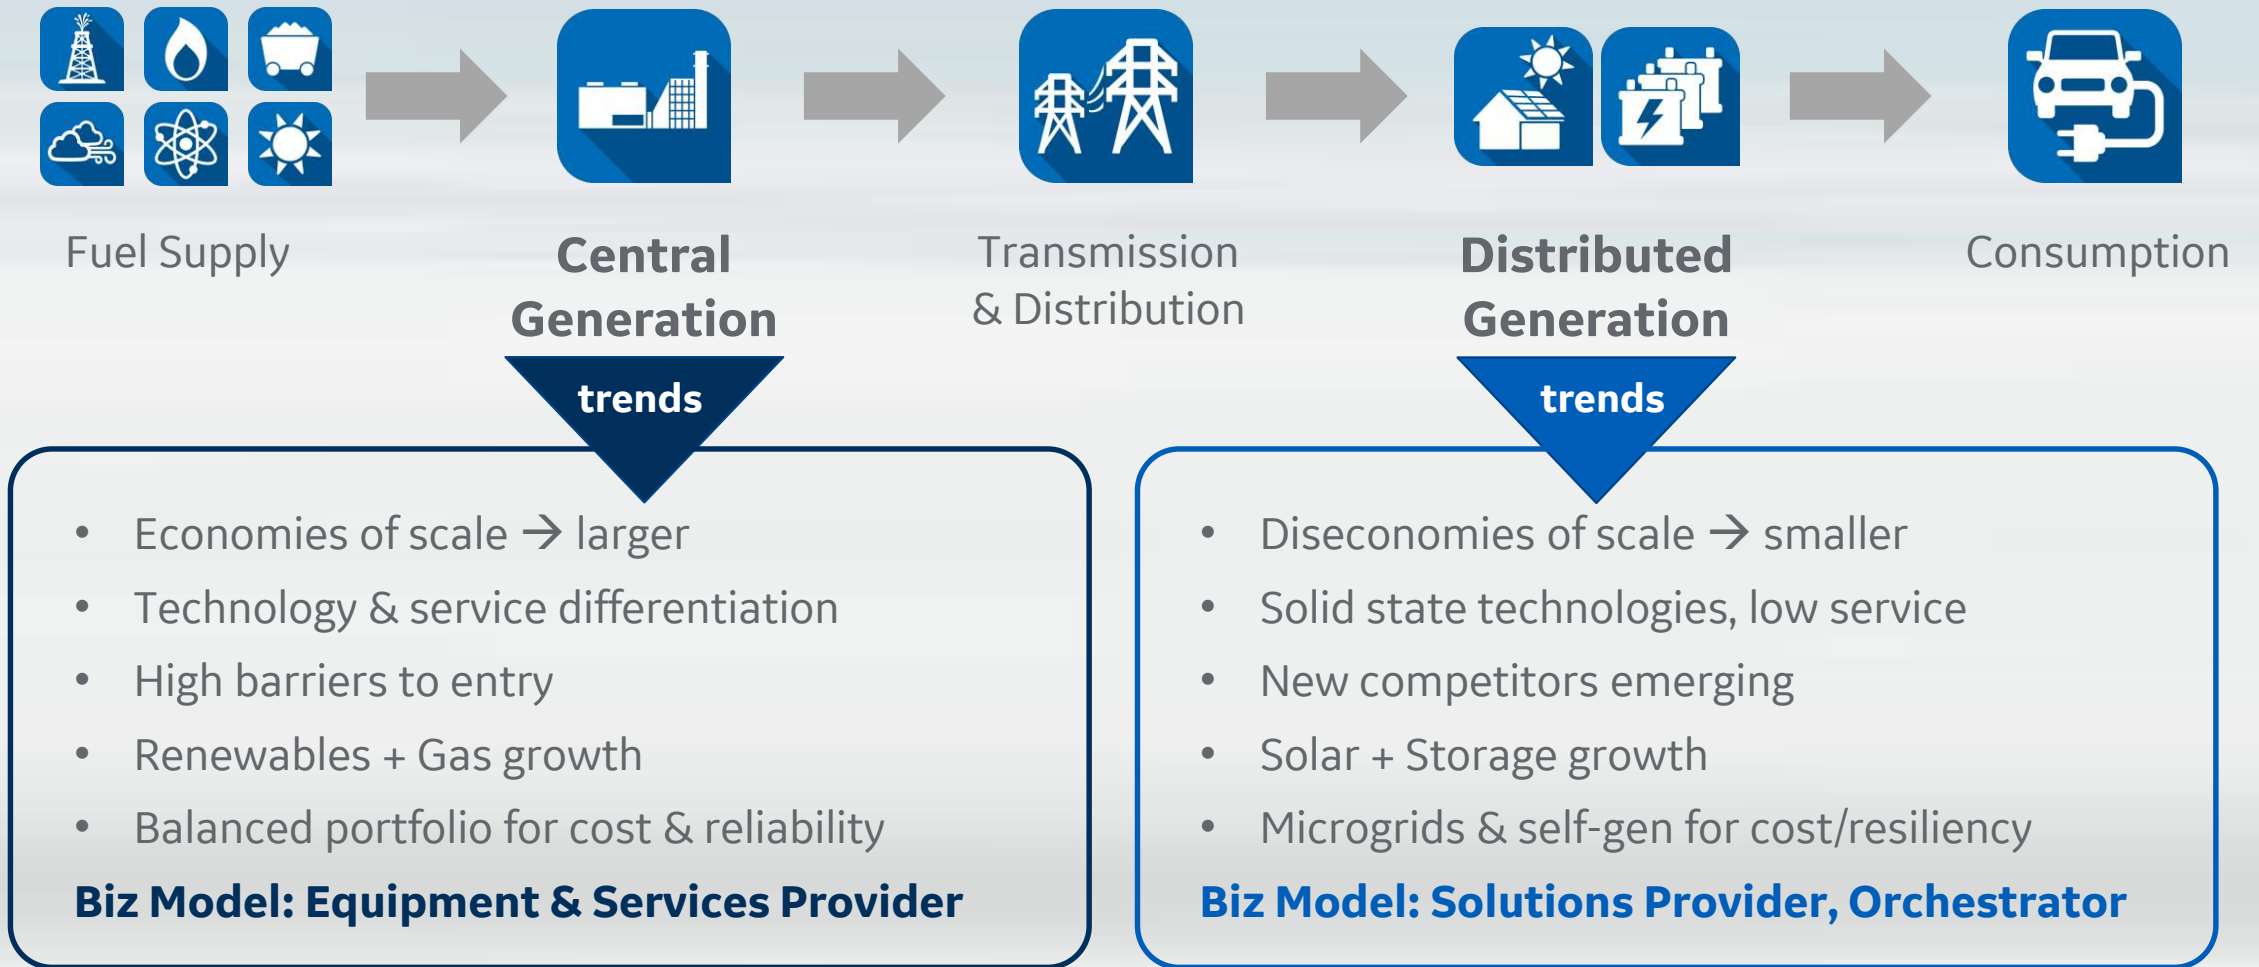 Fuel Supply
Central
Generation
Transmission
& Distribution
Distributed
Generation
Consumption
trends
trends
• Economies of scale → larger
• Technology & service differentiation
• High barriers to entry
• Renewables + Gas growth
• Balanced portfolio for cost & reliability
Biz Model: Equipment & Services Provider
• Diseconomies of scale → smaller
• Solid state technologies, low service
• New competitors emerging
• Solar + Storage growth
• Microgrids & self-gen for cost/resiliency
Biz Model: Solutions Provider, Orchestrator